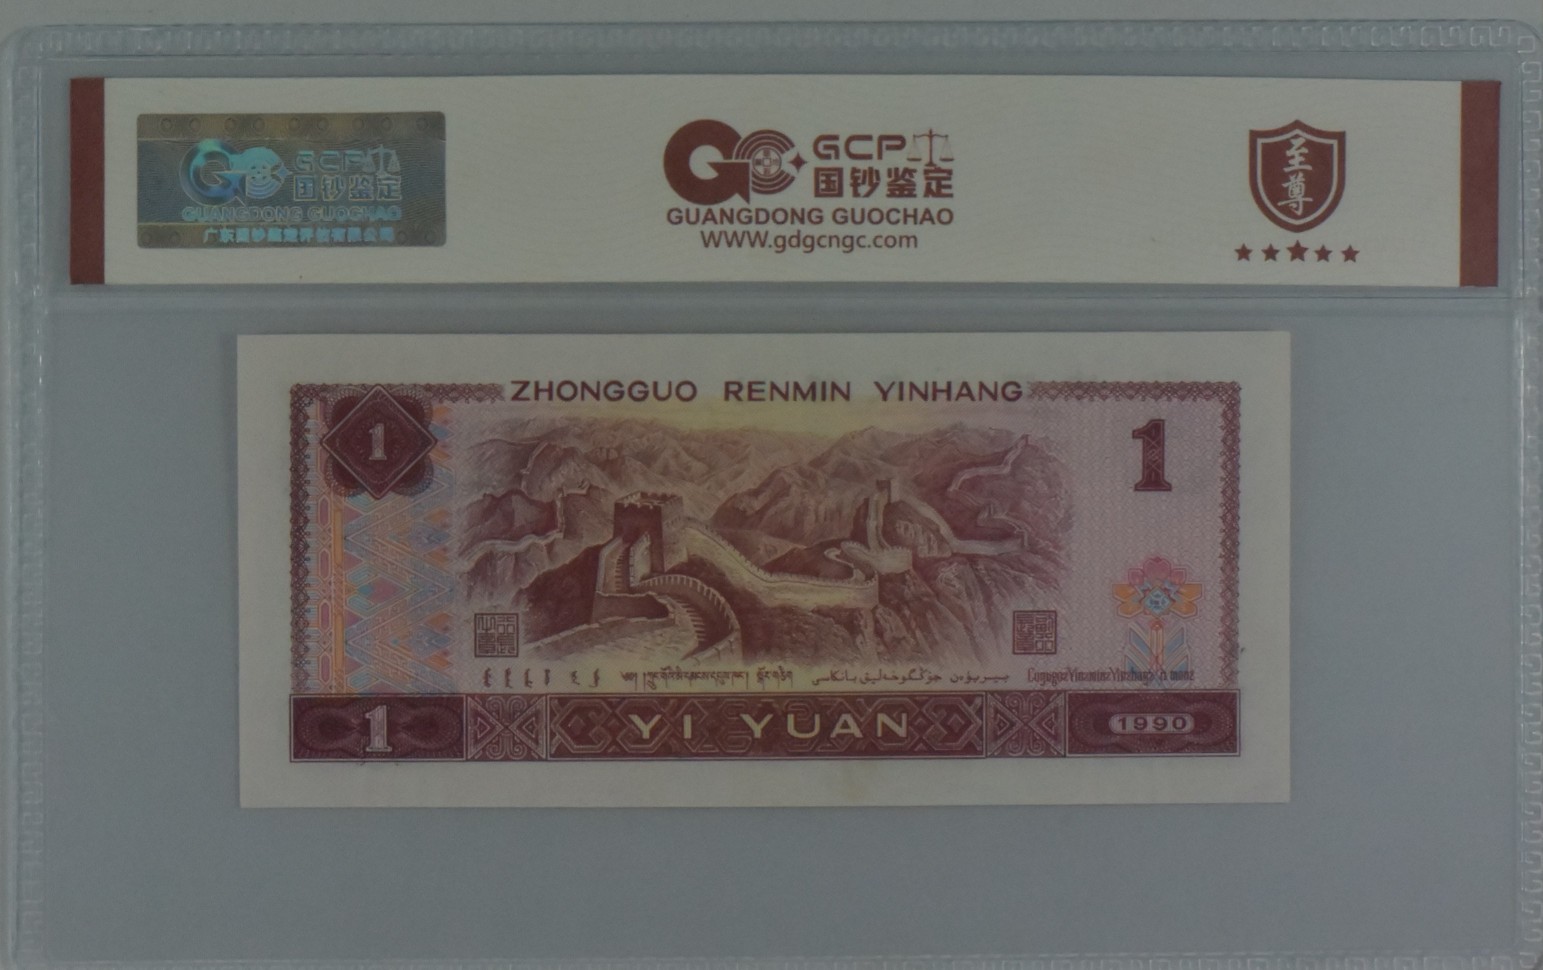 GCP
国钞鉴定
GUANGDONG GUOCHAO
GCP
国钞鉴定
GUANGDONG GUOCHAO
WWW.gdgcngc.com
至尊
ZHONGGUO RENMIN YINHANG
1
1
1
YI YUAN
1990